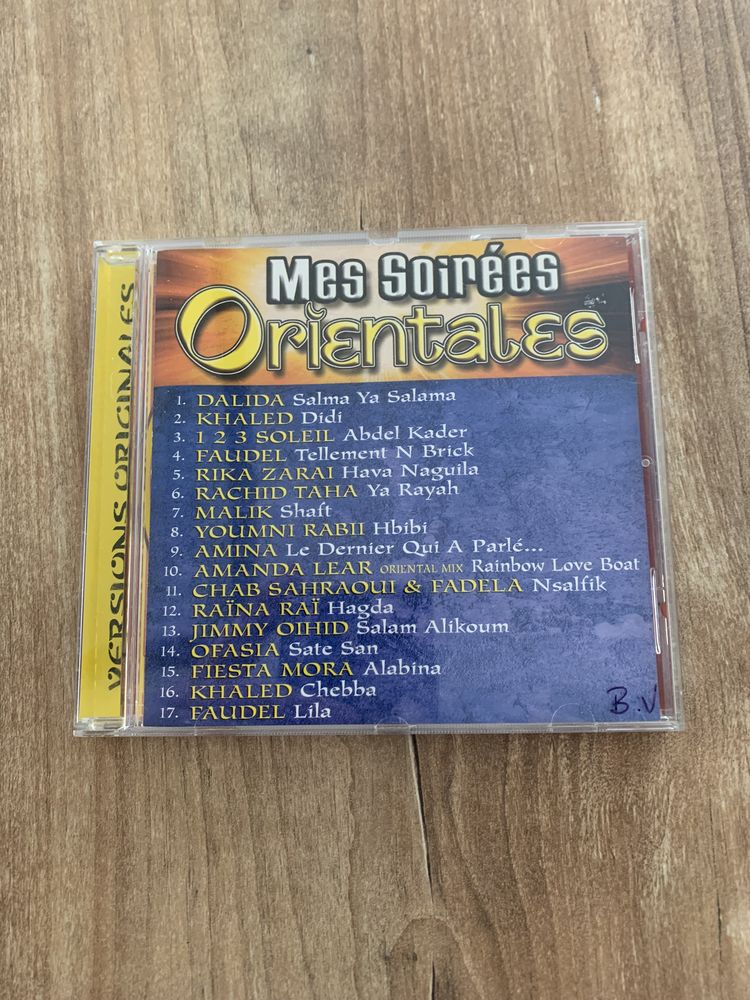 VERSIONS ORIGINALES
Mes Soirées
Orientales
1. DALIDA Salma Ya Salama
2. KHALED Didi
3. 1 2 3 SOLEIL Abdel Kader
4. FAUDEL Tellement N Brick
5. RIKA ZARAI Hava Naguila
6. RACHID TAHA Ya Rayah
7. MALIK Shaft
8. YOUMNI RABII Hbibi
9. AMINA Le Dernier Qui A Parlé...
10. AMANDA LEAR ORIENTAL MIX Rainbow Love Boat
11. CHAB SAHRAOUI & FADELA Nsalfik
12. RAÏNA RAÏ Hagda
13. JIMMY OIHID Salam Alikoum
14. OFASIA Sate San
15. FIESTA MORA Alabina
16. KHALED Chebba
17. FAUDEL Lila
B.V